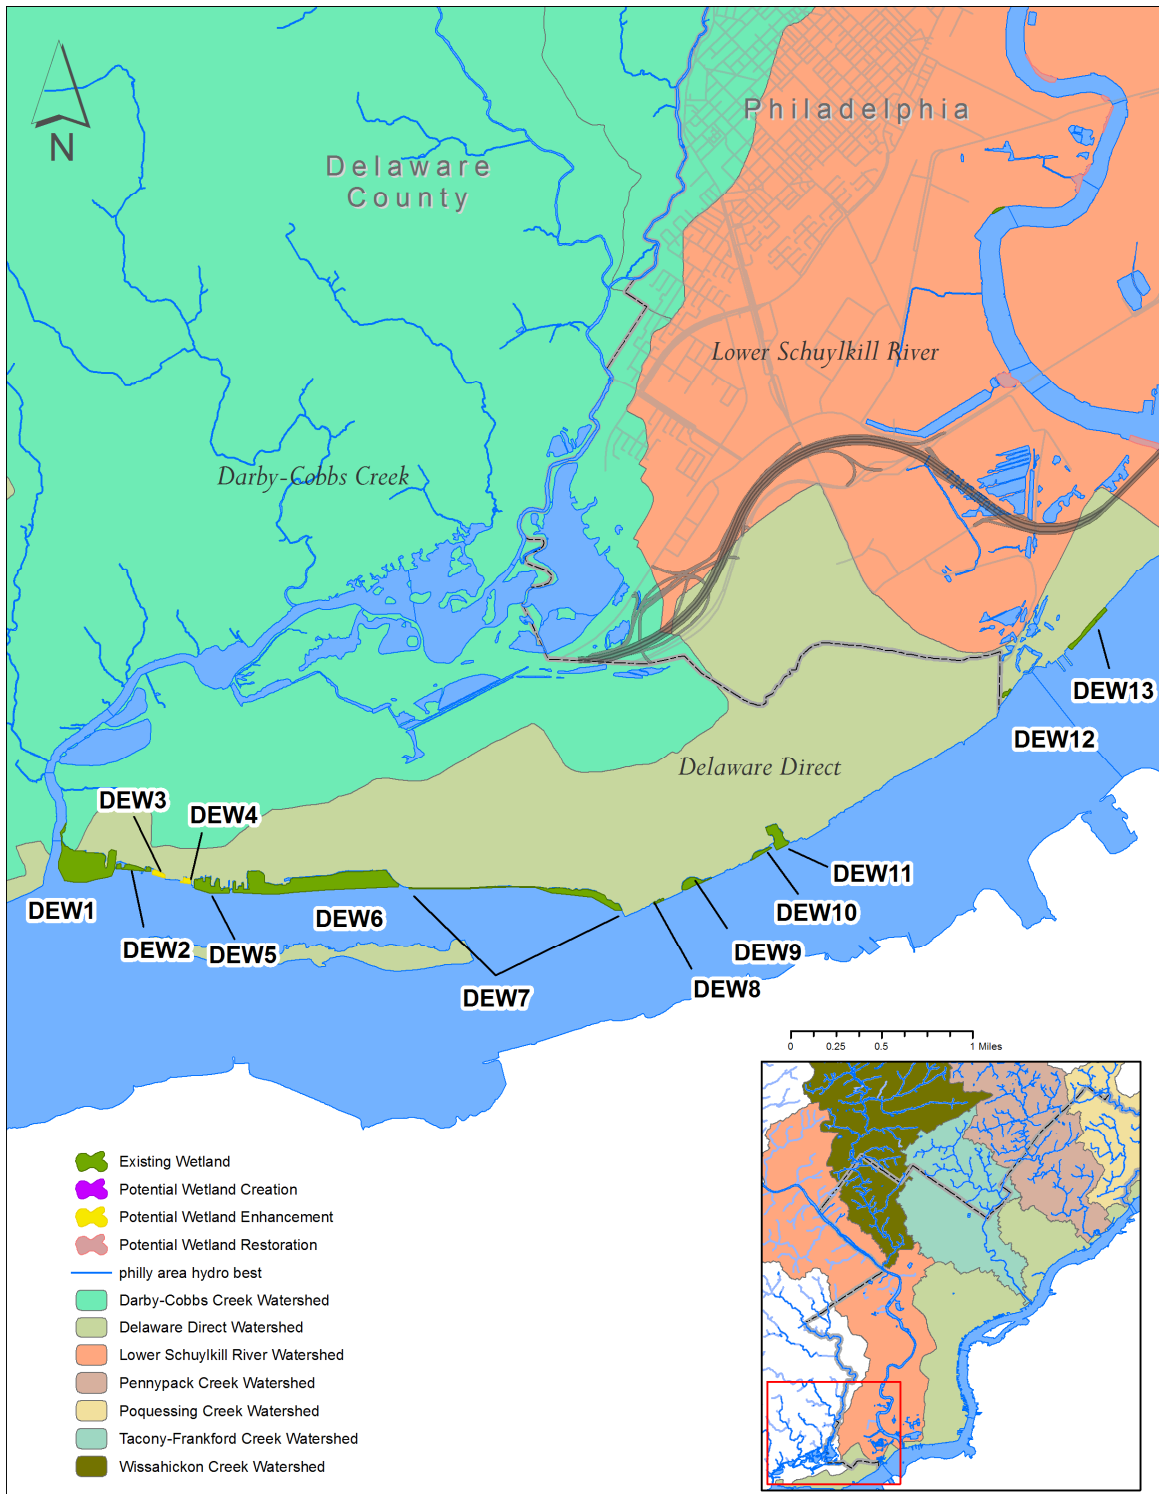 N
Philadelphia
Delaware
County
Lower Schuylkill River
Darby-Cobbs Creek
DEW13
DEW12
Delaware Direct
DEW3
DEW4
DEW11
DEW1
DEW6
DEW10
DEW2
DEW5
DEW9
DEW7
DEW8
0 0.25 0.5 1 Miles
Existing Wetland
Potential Wetland Creation
Potential Wetland Enhancement
Potential Wetland Restoration
philly area hydro best
Darby-Cobbs Creek Watershed
Delaware Direct Watershed
Lower Schuylkill River Watershed
Pennypack Creek Watershed
Poquessing Creek Watershed
Tacony-Frankford Creek Watershed
Wissahickon Creek Watershed